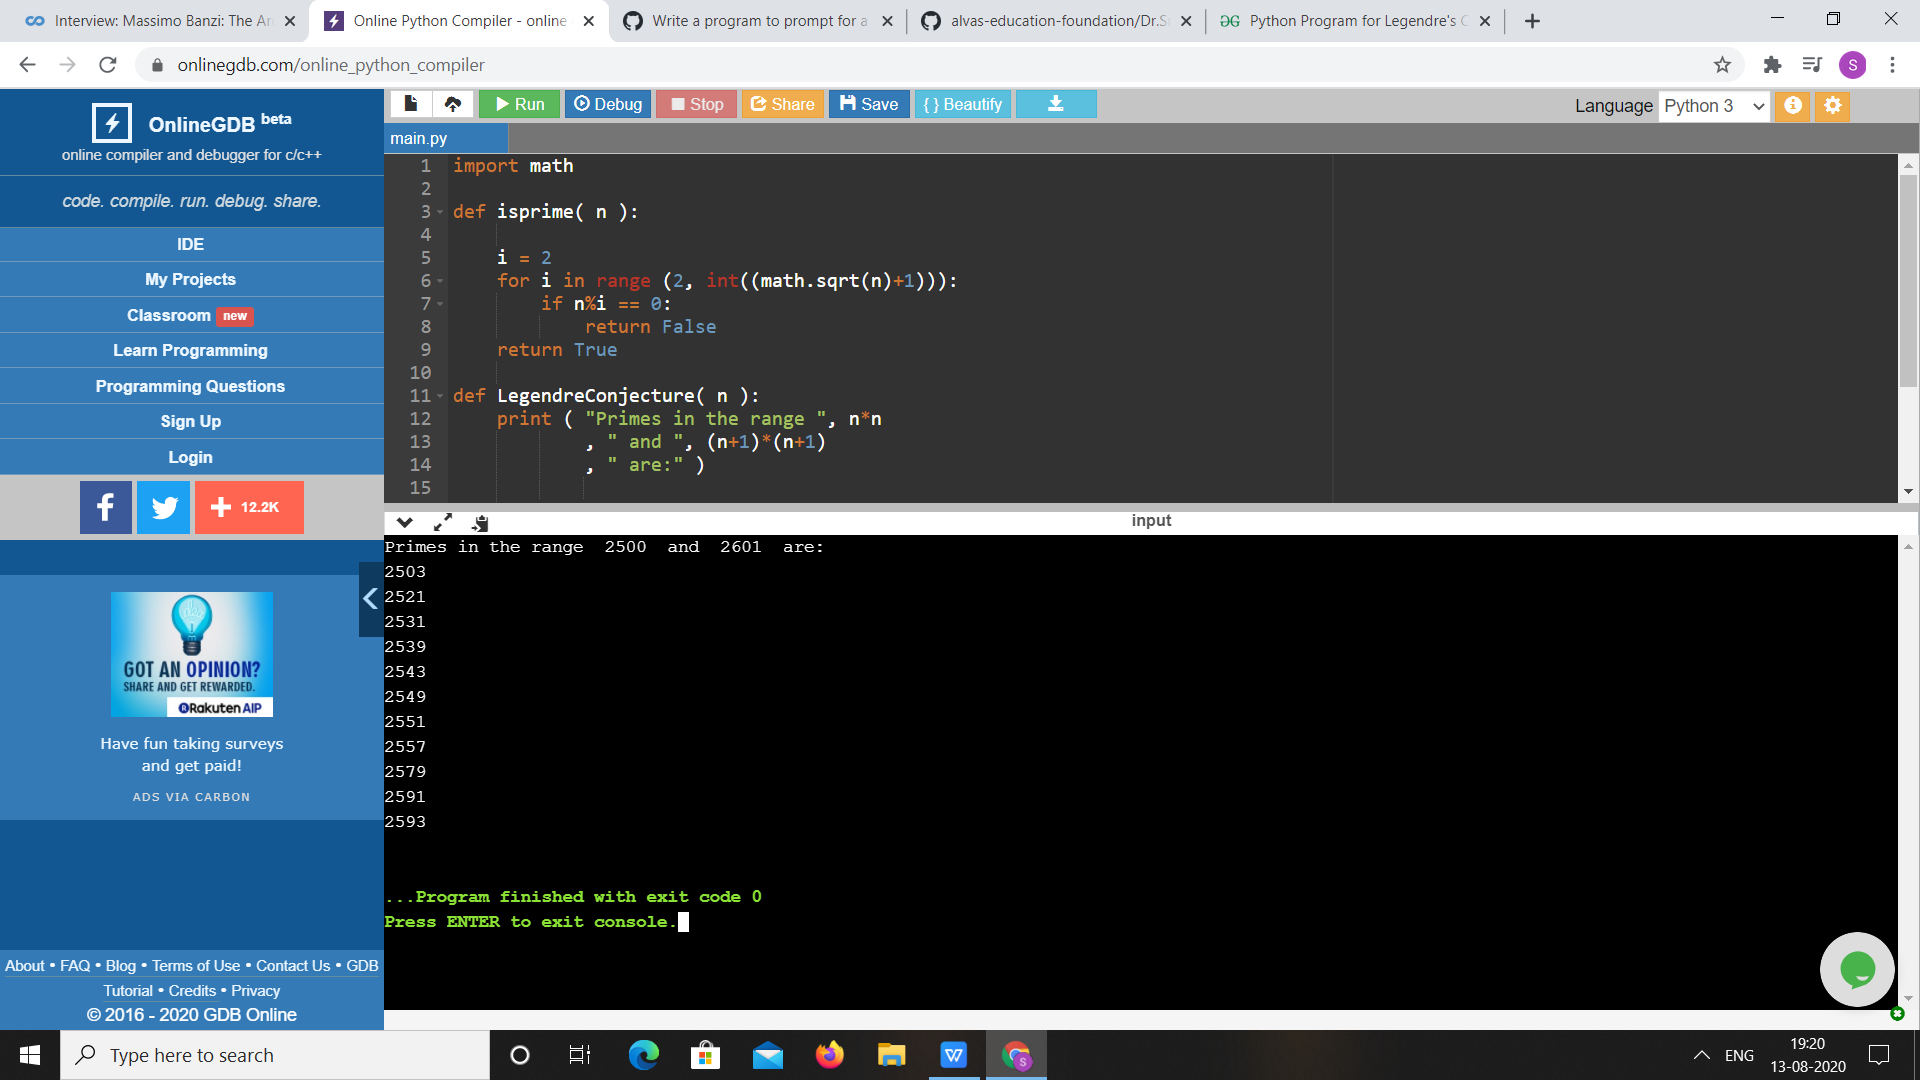 Interview: Massimo Banzi: The Ar
Online Python Compiler - online
Write a program to prompt for a
alvas-education-foundation/Dr.S
Python Program for Legendre's C
onlinegdb.com/online_python_compiler
S
OnlineGDB beta
online compiler and debugger for c/c++
code. compile. run. debug. share.
IDE
My Projects
Classroom new
Learn Programming
Programming Questions
Sign Up
Login
12.2K
GOT AN OPINION?
SHARE AND GET REWARDED.
Rakuten AIP
Have fun taking surveys
and get paid!
ADS VIA CARBON
About • FAQ • Blog • Terms of Use • Contact Us • GDB
Tutorial • Credits • Privacy
© 2016 - 2020 GDB Online
Run Debug Stop Share Save { } Beautify
Language Python 3
main.py
1 import math
2
3 def isprime( n ):
4
5 i = 2
6 for i in range (2, int((math.sqrt(n)+1))):
7 if n%i == 0:
8 return False
9 return True
10
11 def LegendreConjecture( n ):
12 print ( "Primes in the range ", n*n
13 , " and ", (n+1)*(n+1)
14 , " are:" )
15
input
Primes in the range  2500  and  2601  are:
2503
2521
2531
2539
2543
2549
2551
2557
2579
2591
2593
...Program finished with exit code 0
Press ENTER to exit console.
Type here to search
W
S
ENG
19:20
13-08-2020